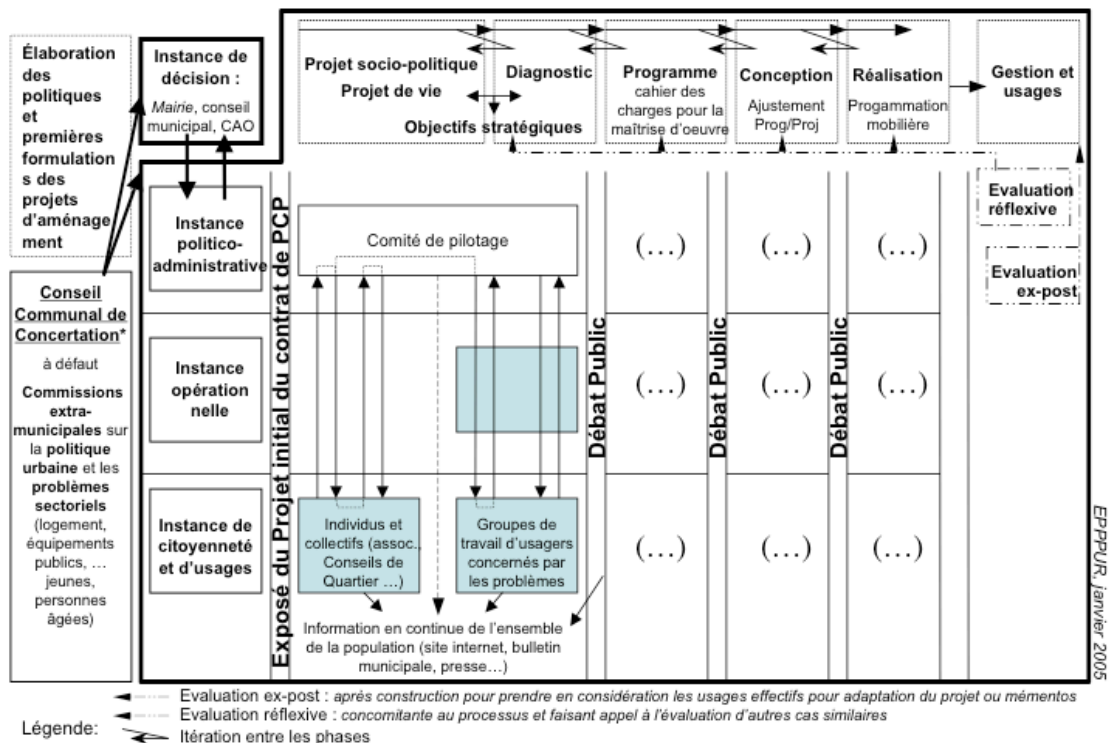 Élaboration
des
politiques
et
premières
formulation
s des
projets
d'aménage
ment
Instance de
décision :
Mairie, conseil
municipal, CAO
Projet socio-politique
Projet de vie
Diagnostic
Objectifs stratégiques
Programme
cahier des
charges pour la
maîtrise d'oeuvre
Conception
Ajustement
Prog/Proj
Réalisation
Progammation
mobilière
Gestion et
usages
Evaluation
réflexive
Evaluation
ex-post
Conseil
Communal de
Concertation*
à défaut
Commissions
extra-
municipales sur
la politique
urbaine et les
problèmes
sectoriels
(logement,
équipements
publics, …
jeunes,
personnes
âgées)
Instance
politico-
administrative
Instance
opération
nelle
Instance de
citoyenneté
et d'usages
Exposé du Projet initial du contrat de PCP
Comité de pilotage
Individus et
collectifs (assoc.,
Conseils de
Quartier …)
Groupes de
travail d'usagers
concernés par
les problèmes
Information en continue de l'ensemble
de la population (site internet, bulletin
municipale, presse…)
Débat Public
Débat Public
Débat Public
(…)
(…)
(…)
(…)
(…)
(…)
(…)
(…)
(…)
EPPPUR, janvier 2005
Légende:
Evaluation ex-post : après construction pour prendre en considération les usages effectifs pour adaptation du projet ou mémentos
Evaluation réflexive : concomitante au processus et faisant appel à l'évaluation d'autres cas similaires
Itération entre les phases